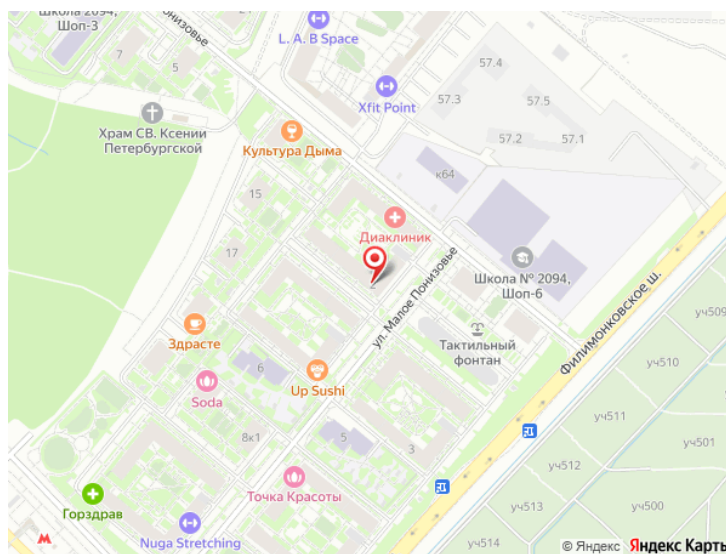 Школа 2094,
Шоп-3
7
5
Понизовье
L. A. B Space
Xfit Point
57.4
57.3
57.5
57.2
57.1
Храм СВ. Ксении
Петербургской
Культура Дыма
к64
15
17
Диаклиник
2
ул. Малое Понизовье
Школа № 2094,
Шоп-6
Филимонковское ш.
уч509
Тактильный
фонтан
Здрасте
уч510
6
Up Sushi
Soda
уч511
уч501
8к1
5
3
уч512
Точка Красоты
Горздрав
уч513
уч500
Nuga Stretching
уч514
© Яндекс Яндекс Карты